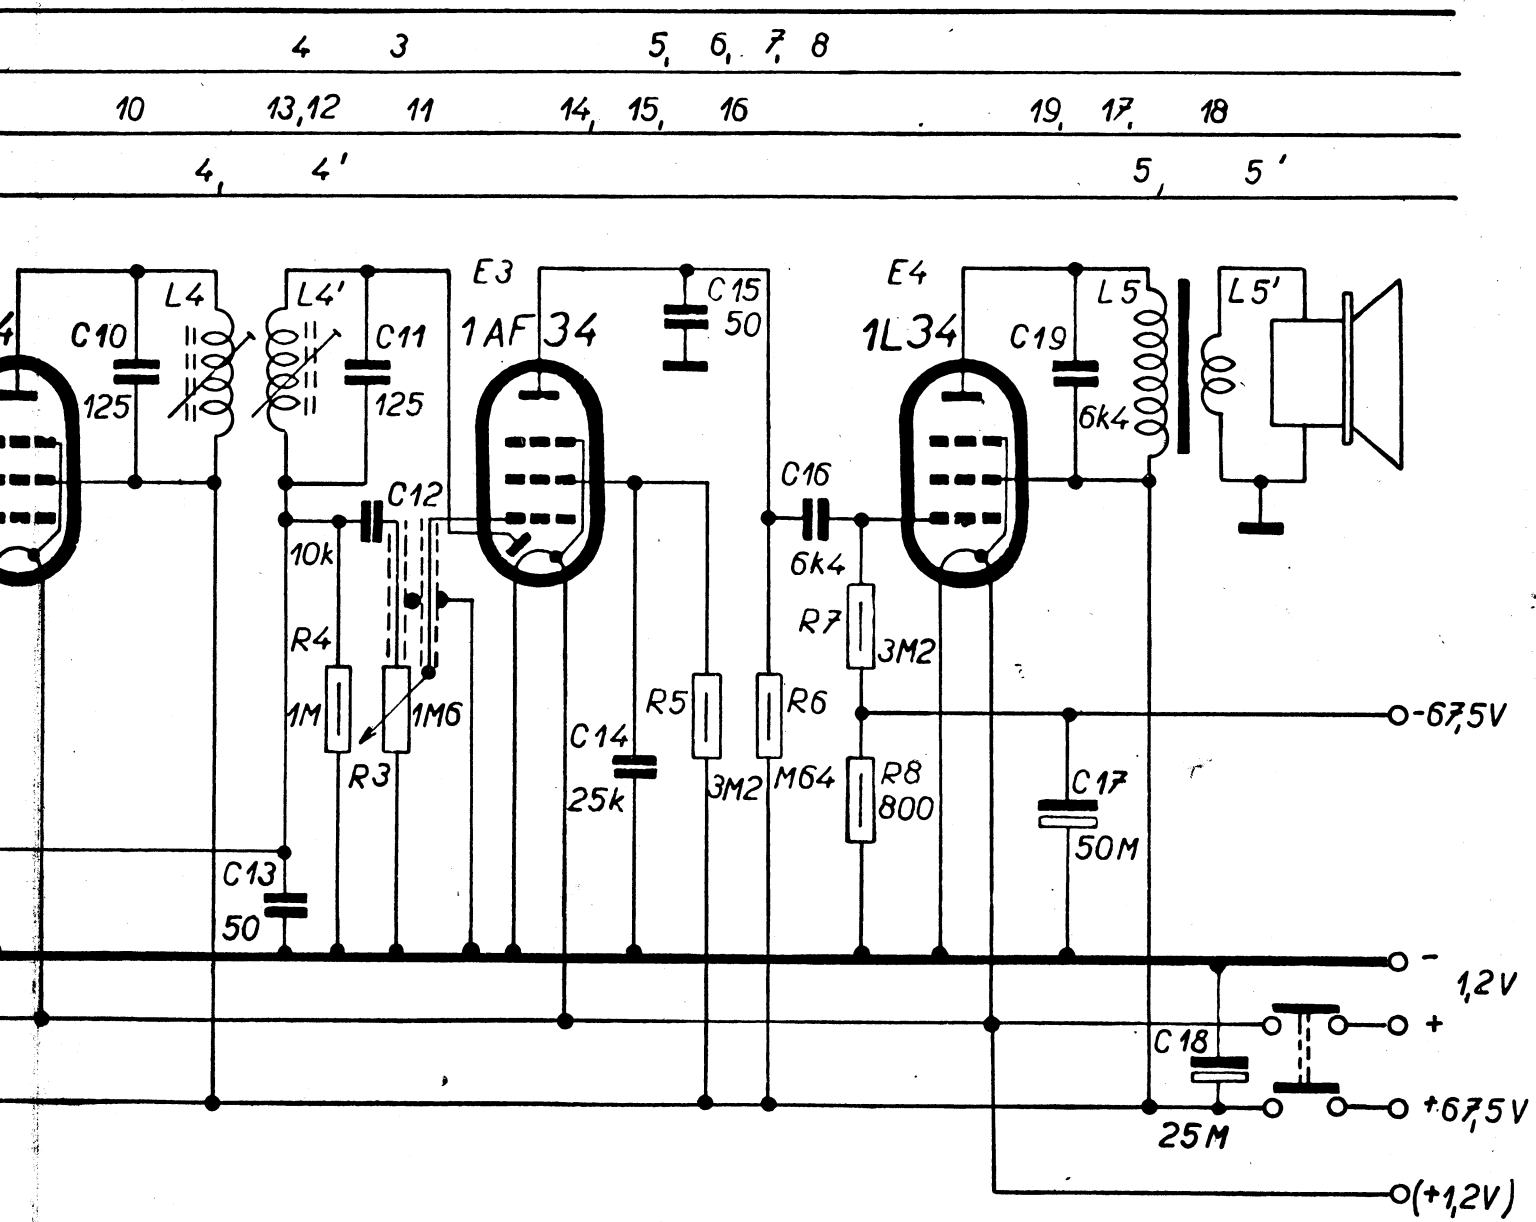 4 3 5, 6, 7, 8
10 13,12 11 14, 15, 16 19, 17, 18
4, 4' 5, 5'
E3 E4
L4 L4' C15 L5 L5'
4 C10 C11 1AF34 50 1L34 C19
125 125 6k4
C12 C16
10k 6k4
R4 R7 3M2
1M 1M6 R5 R6 -67,5V
R3 C14 3M2 M64 R8 C17
25k 800
50M
C13
50
-
1,2V
C18 +
+67,5V
25M
(+1,2V)